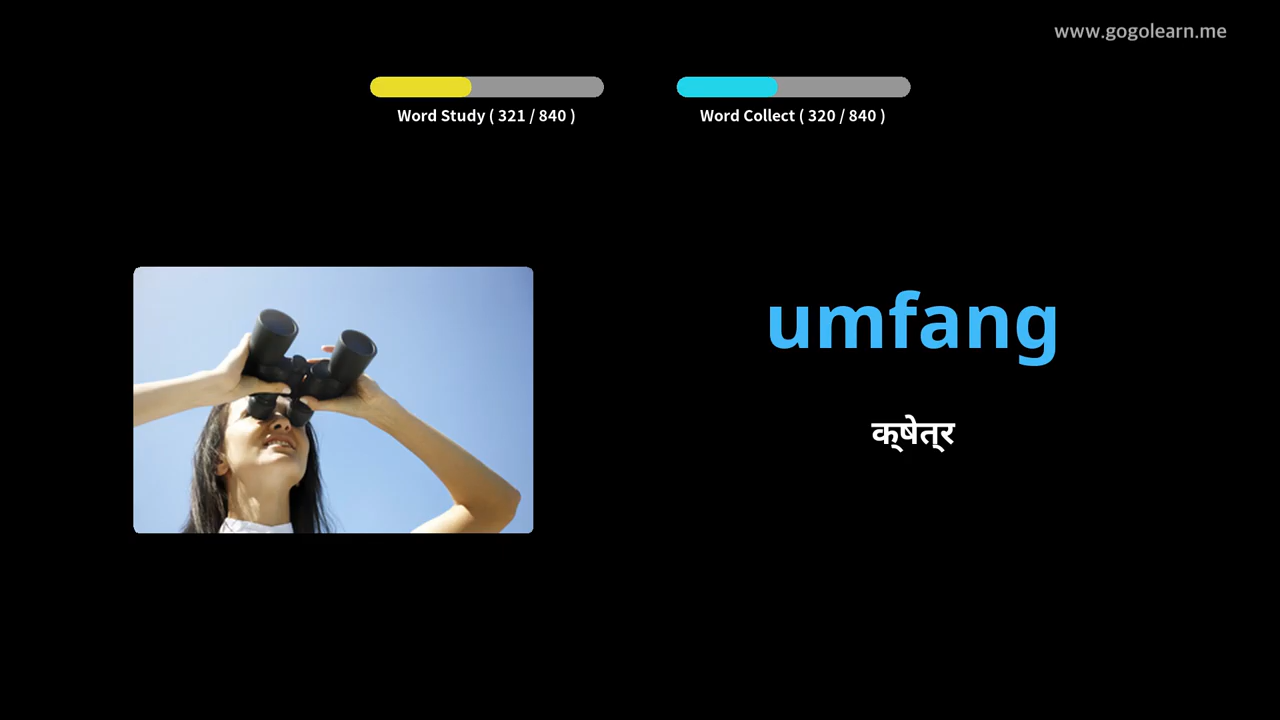 www.gogolearn.me
Word Study ( 321 / 840 )
Word Collect ( 320 / 840 )
umfang
क्षेत्र